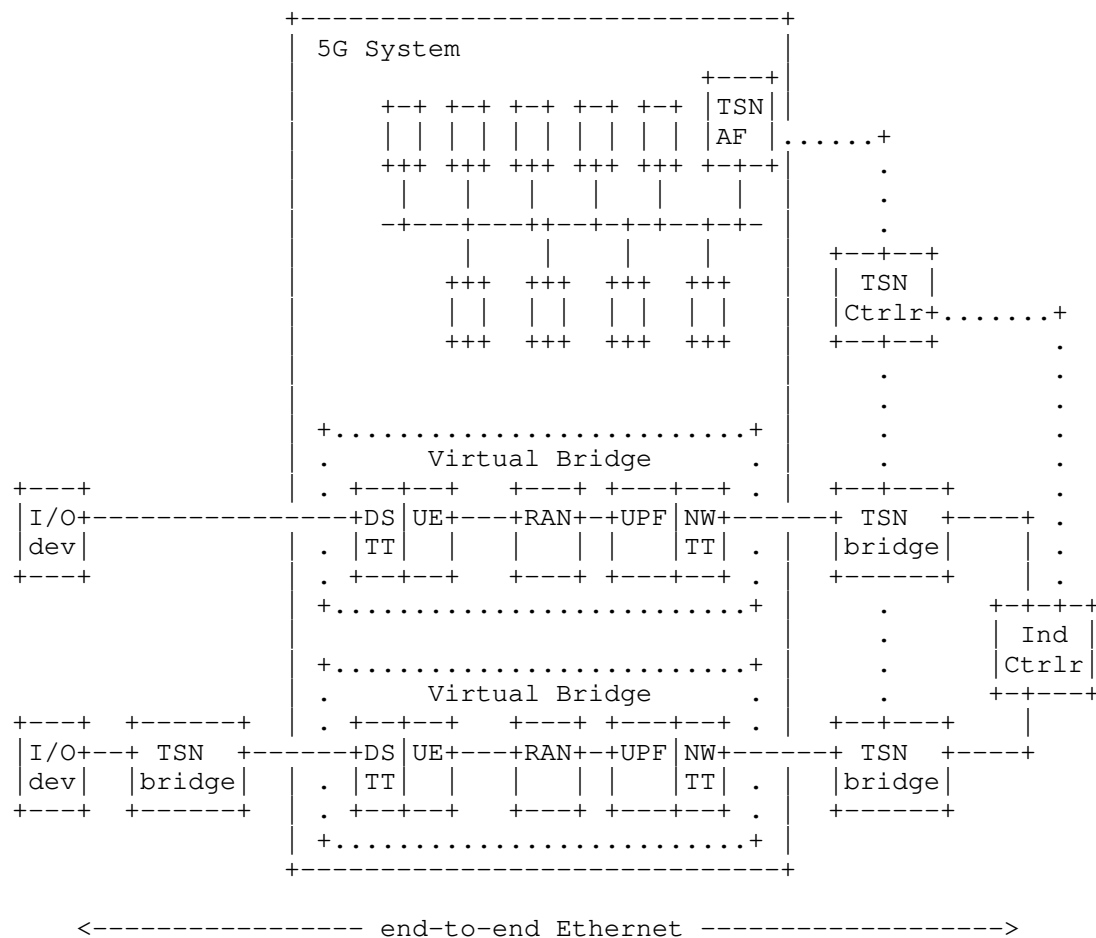 5G System
TSN
AF
TSN
Ctrlr
Virtual Bridge
I/O DS UE RAN UPF NW TSN
dev TT TT bridge
Ind
Ctrlr
Virtual Bridge
I/O TSN DS UE RAN UPF NW TSN
dev bridge TT TT bridge
end-to-end Ethernet